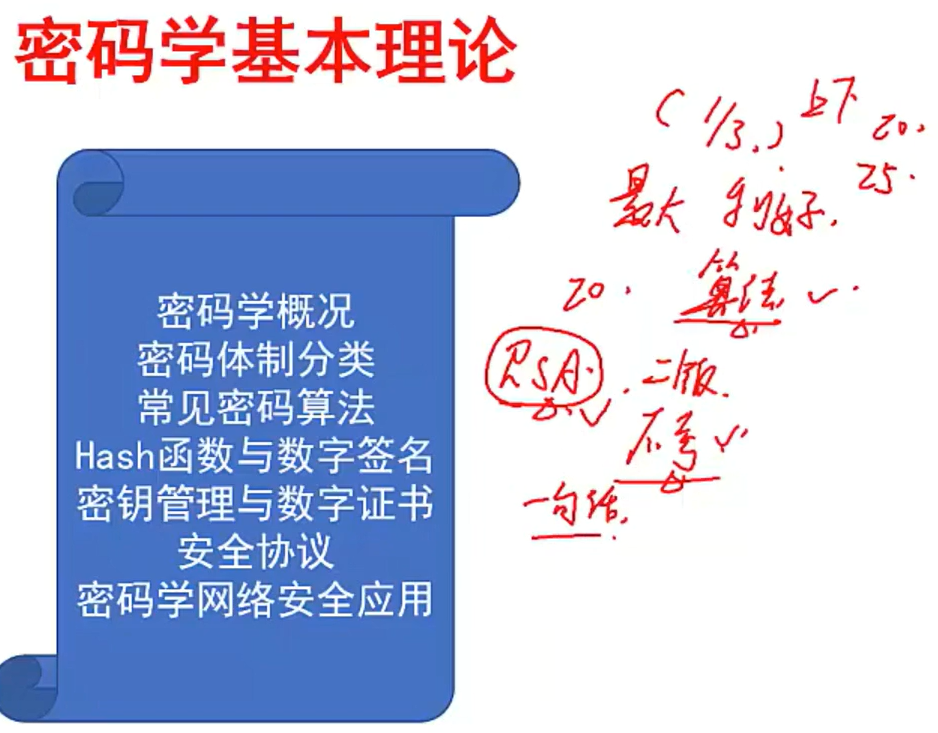 密码学基本理论
密码学概况
密码体制分类
常见密码算法
Hash函数与数字签名
密钥管理与数字证书
安全协议
密码学网络安全应用
(1/3.) 上下 20.
25.
最大
20. 算法
RSA. 二版.
不考
一句话.